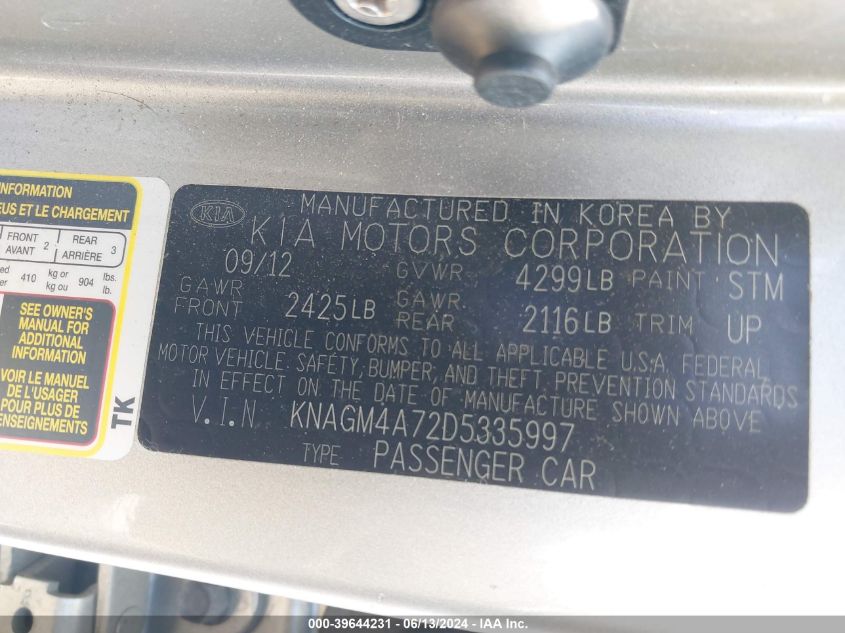 INFORMATION
EUS ET LE CHARGEMENT
FRONT AVANT 2 REAR ARRIÈRE 3
410 kg or kg ou 904 lbs. lb.
SEE OWNER'S
MANUAL FOR
ADDITIONAL
INFORMATION
VOIR LE MANUEL
DE L'USAGER
POUR PLUS DE
RENSEIGNEMENTS
TK
KIA
MANUFACTURED IN KOREA BY
KIA MOTORS CORPORATION
09/12 GVWR 4299LB PAINT STM
GAWR FRONT 2425LB GAWR REAR 2116LB TRIM UP
THIS VEHICLE CONFORMS TO ALL APPLICABLE U.S.A. FEDERAL
MOTOR VEHICLE SAFETY, BUMPER, AND THEFT PREVENTION STANDARDS
IN EFFECT ON THE DATE OF MANUFACTURE SHOWN ABOVE
V.I.N KNAGM4A72D5335997
TYPE PASSENGER CAR
CN-39644231 - 06/13/2024 - IAAI.com